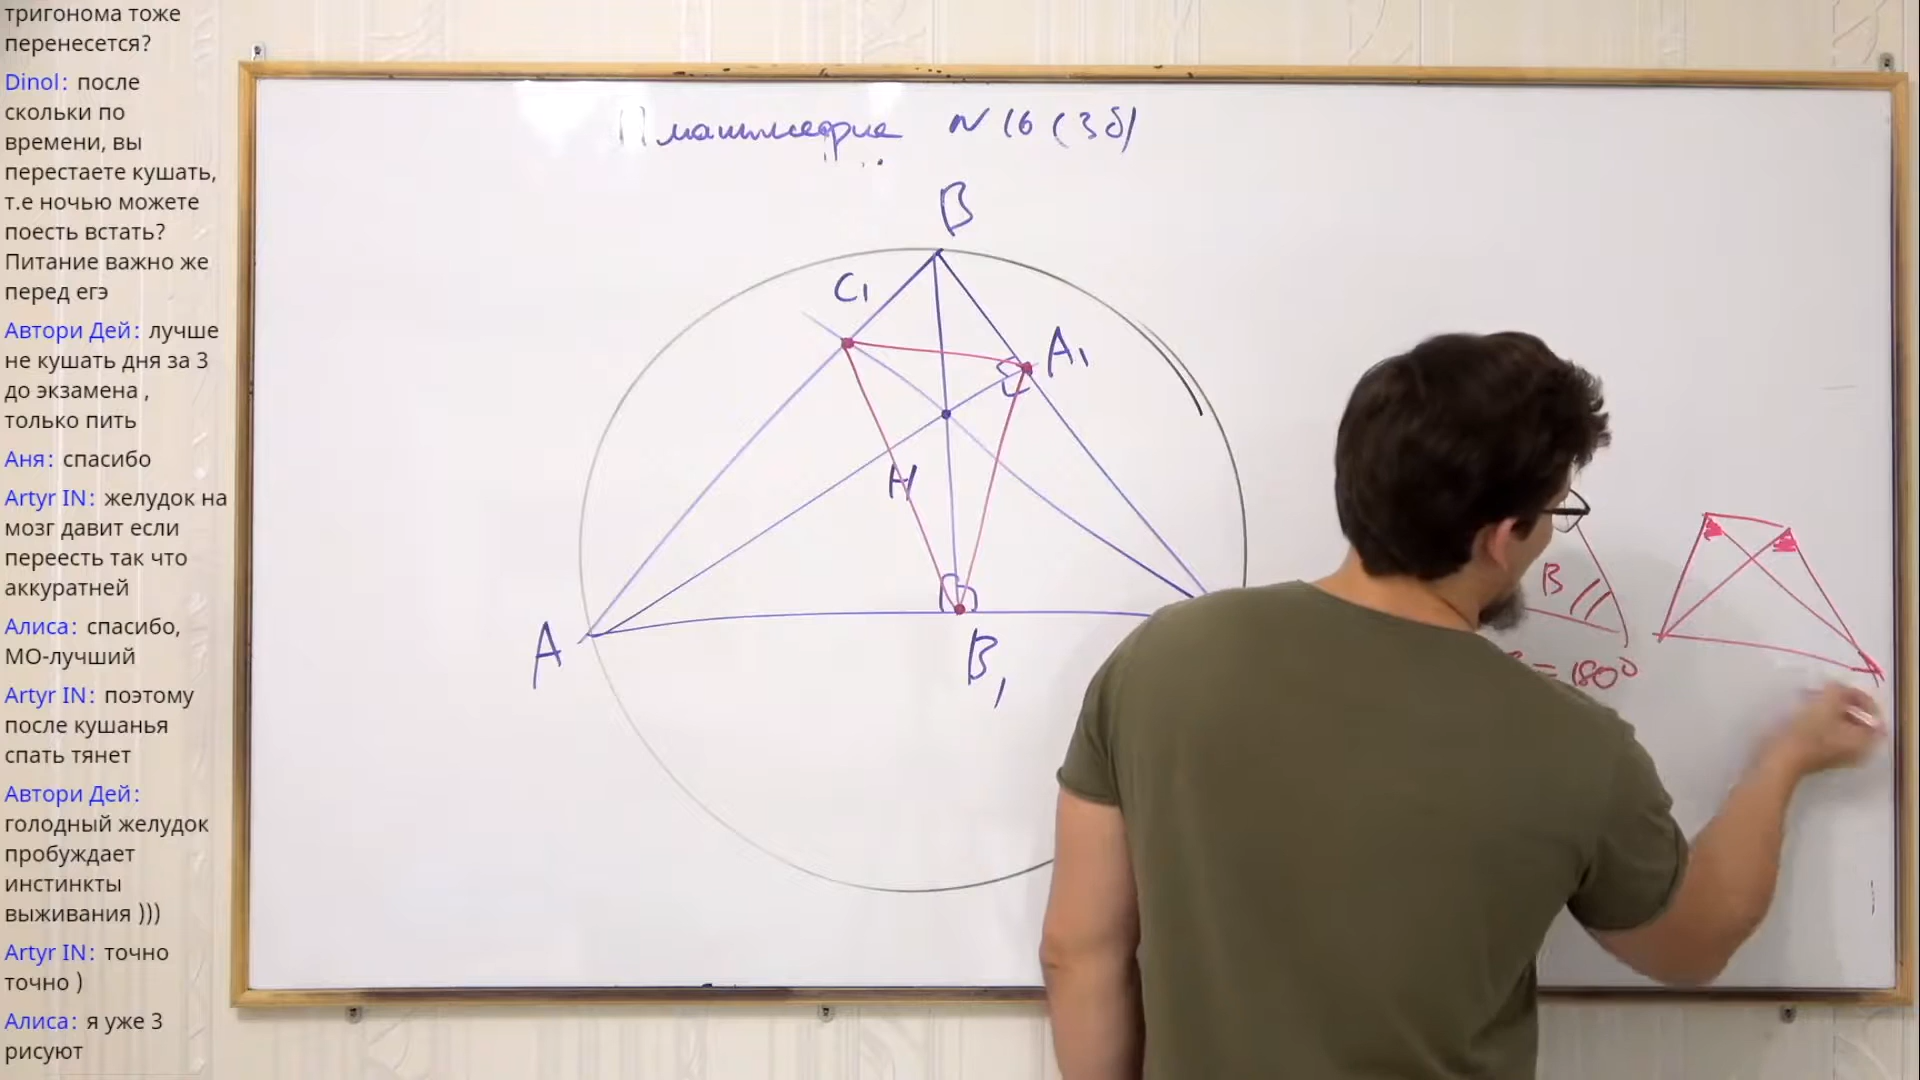 тригонома тоже
перенесется?
Dinol: после
скольки по
времени, вы
перестаете кушать,
т.е ночью можете
поесть встать?
Питание важно же
перед егэ
Автори Дей: лучше
не кушать дня за 3
до экзамена ,
только пить
Аня: спасибо
Artyr IN: желудок на
мозг давит если
переесть так что
аккуратней
Алиса: спасибо,
МО-лучший
Artyr IN: поэтому
после кушанья
спать тянет
Автори Дей:
голодный желудок
пробуждает
инстинкты
выживания )))
Artyr IN: точно
точно )
Алиса: я уже 3
рисуют
N 16 (3б)
B
C₁
A₁
H
A
B₁
B
= 180°